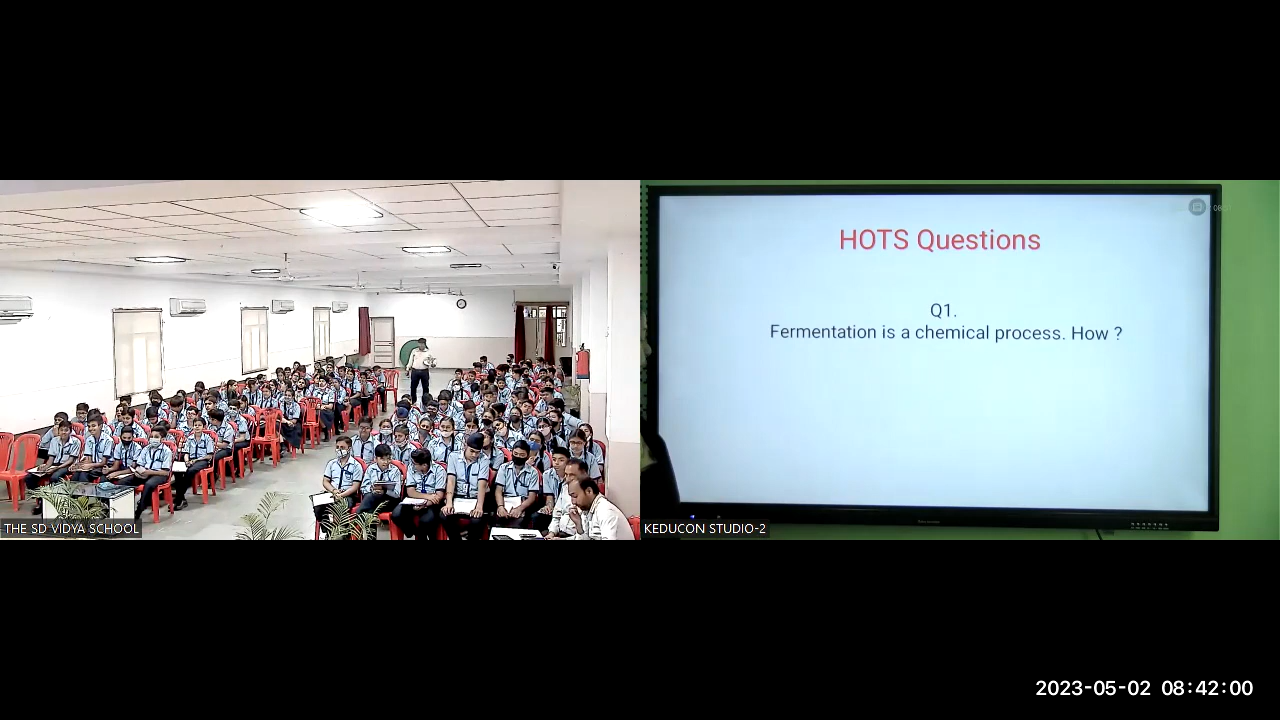 HOTS Questions
Q1.
Fermentation is a chemical process. How ?
THE SD VIDYA SCHOOL
KEDUCON STUDIO-2
2023-05-02 08:42:00